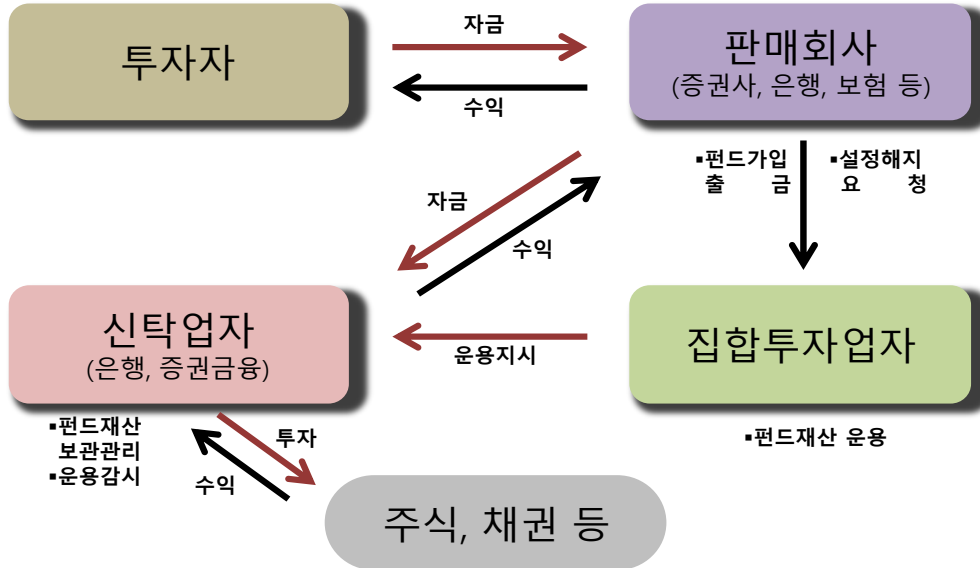 투자자
자금
수익
판매회사
(증권사, 은행, 보험 등)
▪펀드가입
출 금
▪설정해지
요 청
자금
수익
신탁업자
(은행, 증권금융)
운용지시
집합투자업자
▪펀드재산
보관관리
▪운용감시
투자
수익
▪펀드재산 운용
주식, 채권 등